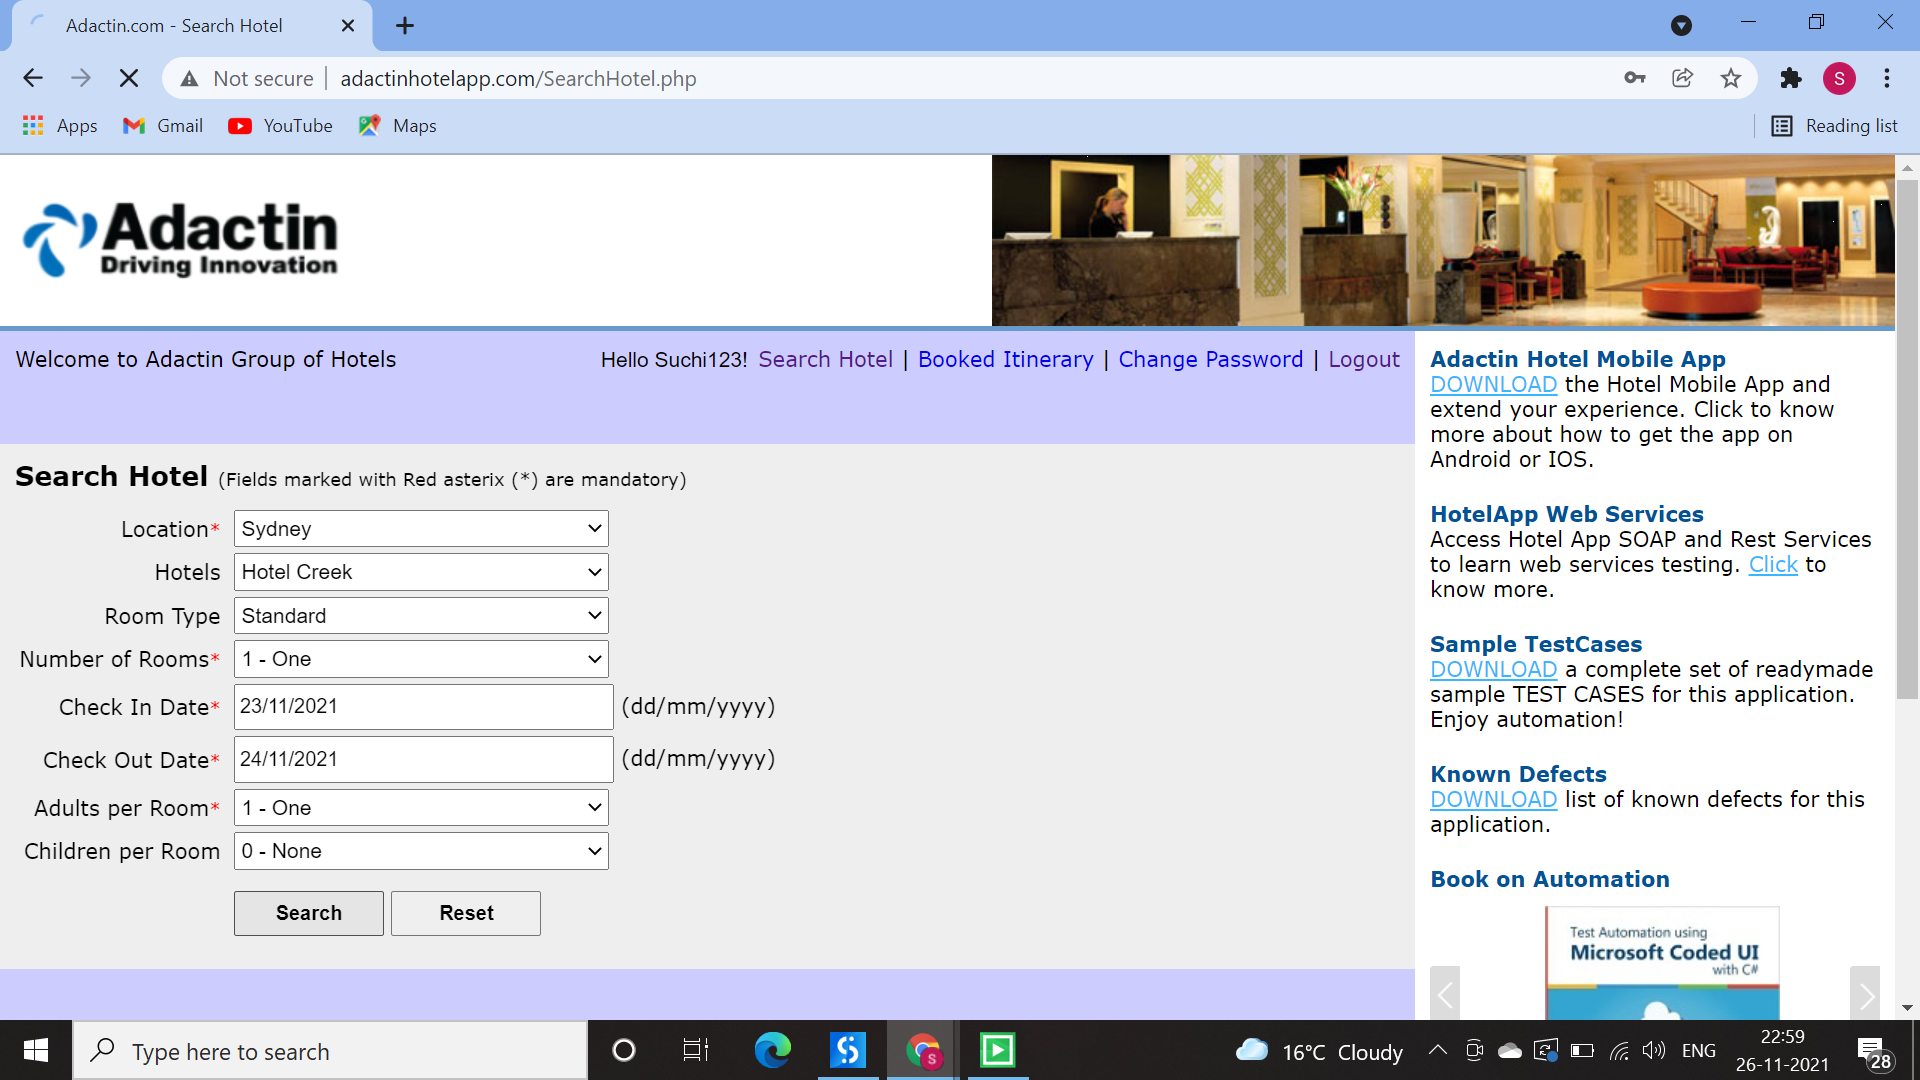 Adactin.com - Search Hotel
Not secure
adactinhotelapp.com/SearchHotel.php
S
Apps
Gmail
YouTube
Maps
Reading list
Adactin
Driving Innovation
Welcome to Adactin Group of Hotels
Hello Suchi123! Search Hotel | Booked Itinerary | Change Password | Logout
Search Hotel (Fields marked with Red asterix (*) are mandatory)
Location* Sydney
Hotels Hotel Creek
Room Type Standard
Number of Rooms* 1 - One
Check In Date* 23/11/2021 (dd/mm/yyyy)
Check Out Date* 24/11/2021 (dd/mm/yyyy)
Adults per Room* 1 - One
Children per Room 0 - None
Search Reset
Adactin Hotel Mobile App
DOWNLOAD the Hotel Mobile App and
extend your experience. Click to know
more about how to get the app on
Android or IOS.
HotelApp Web Services
Access Hotel App SOAP and Rest Services
to learn web services testing. Click to
know more.
Sample TestCases
DOWNLOAD a complete set of readymade
sample TEST CASES for this application.
Enjoy automation!
Known Defects
DOWNLOAD list of known defects for this
application.
Book on Automation
Test Automation using
Microsoft Coded UI
with C#
Type here to search
S
16°C Cloudy
ENG
22:59
26-11-2021
28